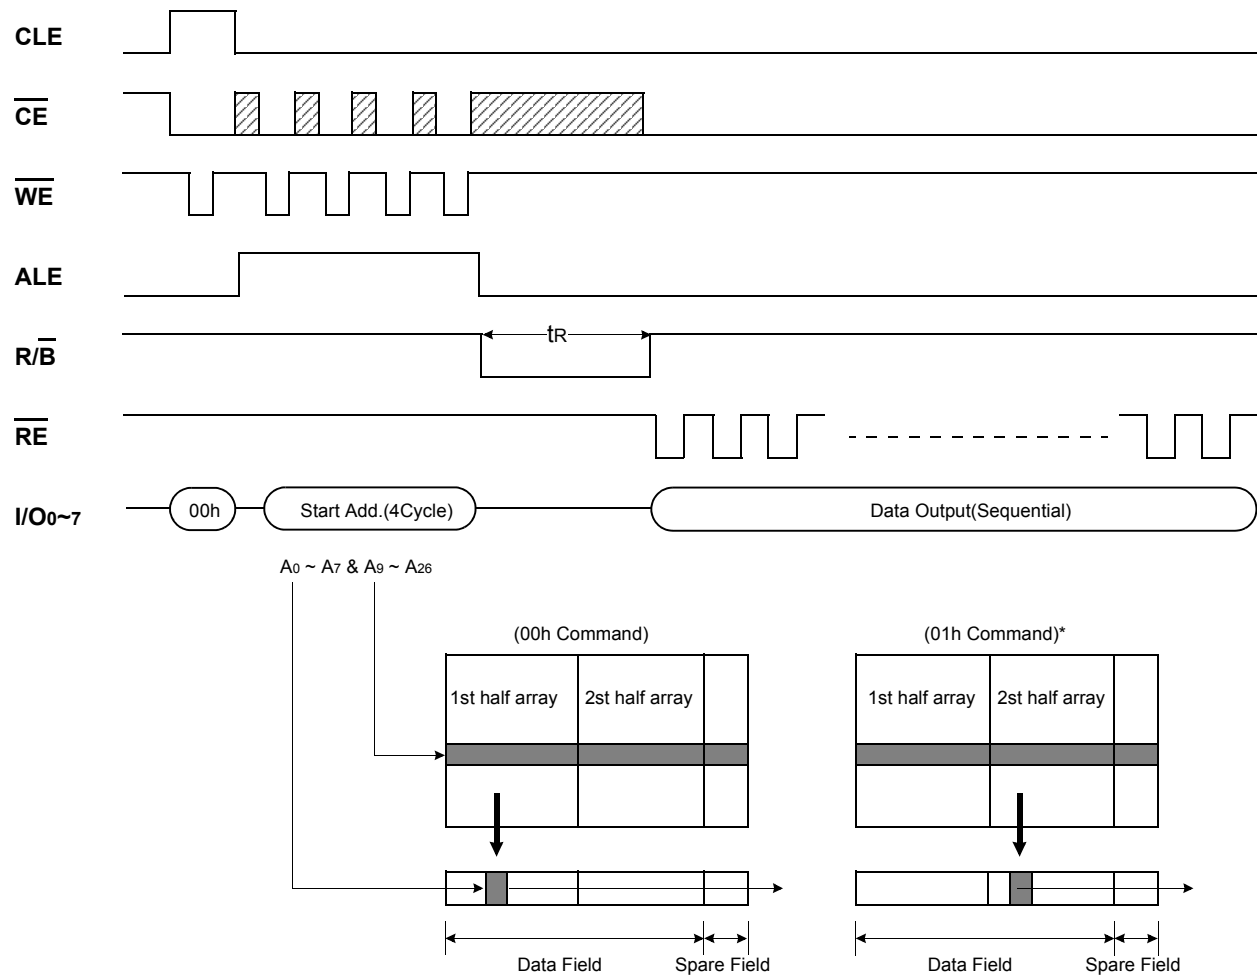 CLE
CE
WE
ALE
R/B
tR
RE
I/O0~7
00h
Start Add.(4Cycle)
Data Output(Sequential)
A0 ~ A7 & A9 ~ A26
(00h Command)
(01h Command)*
1st half array
2st half array
1st half array
2st half array
Data Field
Spare Field
Data Field
Spare Field